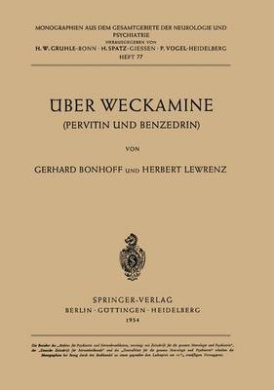 MONOGRAPHIEN AUS DEM GESAMTGEBIETE DER NEUROLOGIE UND
PSYCHIATRIE
HERAUSGEGEBEN VON
H. W. GRUHLE-BONN · H. SPATZ-GIESSEN · P. VOGEL-HEIDELBERG
HEFT 77
ÜBER WECKAMINE
(PERVITIN UND BENZEDRIN)
VON
GERHARD BONHOFF UND HERBERT LEWRENZ
SPRINGER-VERLAG
BERLIN · GÖTTINGEN · HEIDELBERG
1954